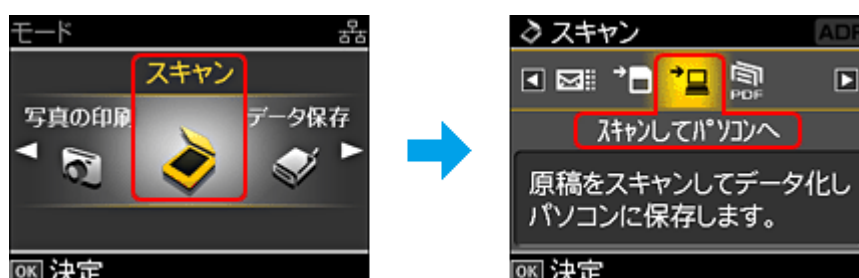 モード
スキャン
写真の印刷
データ保存
OK 決定
スキャン
ADF
PDF
ｽｷｬﾝしてﾊﾟｿｺﾝへ
原稿をスキャンしてデータ化し
パソコンに保存します。
OK 決定